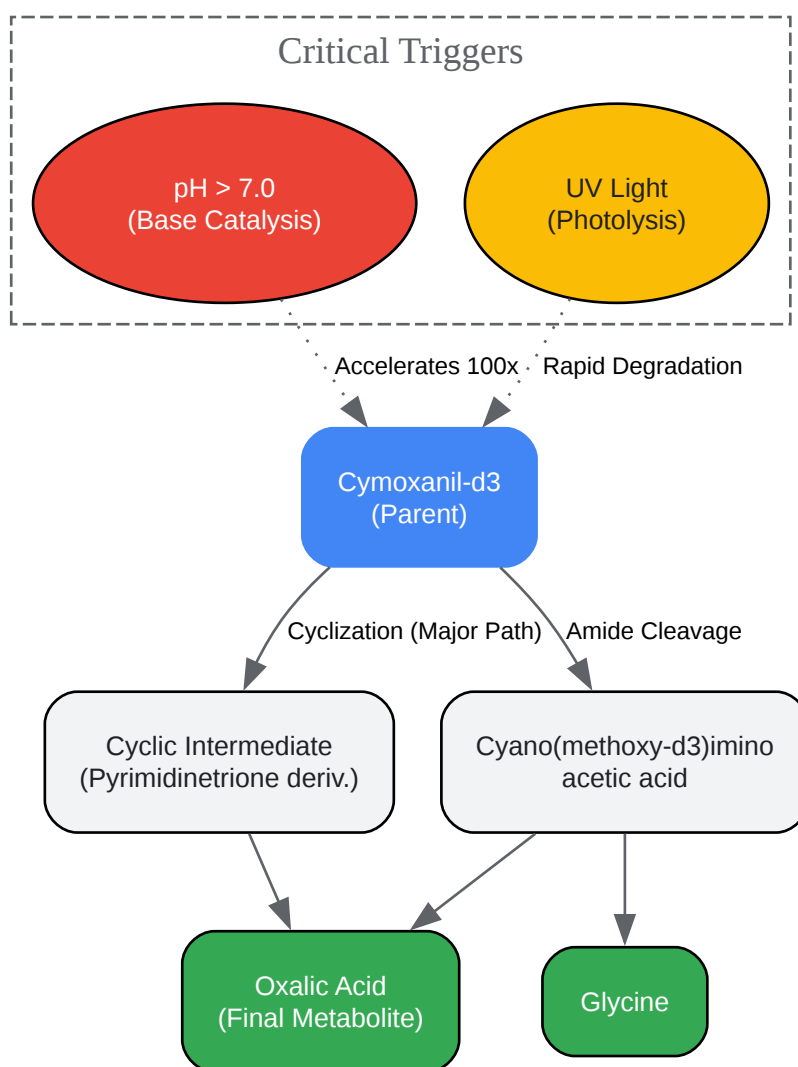 Critical Triggers
pH > 7.0
(Base Catalysis)
UV Light
(Photolysis)
Accelerates 100x
Rapid Degradation
Cymoxanil-d3
(Parent)
Cyclization (Major Path)
Amide Cleavage
Cyclic Intermediate
(Pyrimidinetrione deriv.)
Cyano(methoxy-d3)imino
acetic acid
Oxalic Acid
(Final Metabolite)
Glycine